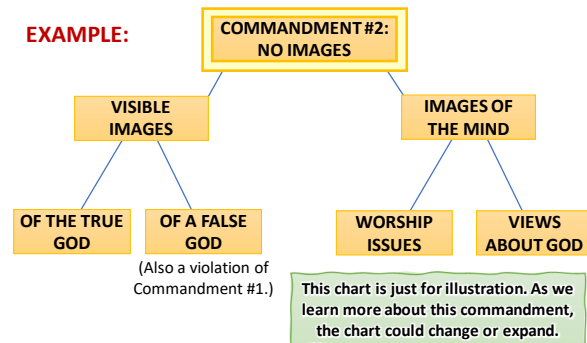 EXAMPLE:
COMMANDMENT #2:
NO IMAGES
VISIBLE
IMAGES
IMAGES OF
THE MIND
OF THE TRUE
GOD
OF A FALSE
GOD
(Also a violation of
Commandment #1.)
WORSHIP
ISSUES
VIEWS
ABOUT GOD
This chart is just for illustration. As we
learn more about this commandment,
the chart could change or expand.